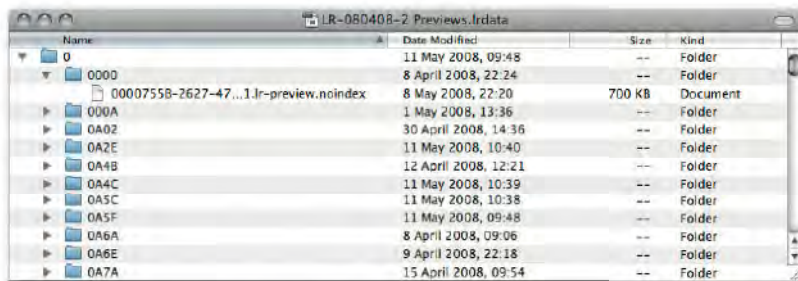 LR-080408-2 Previews.lrdata
Name Date Modified Size Kind
0 11 May 2008, 09:48 -- Folder
0000 8 April 2008, 22:24 -- Folder
0000755B-2627-47...1.lr-preview.noindex 8 May 2008, 22:20 700 KB Document
000A 1 May 2008, 13:36 -- Folder
0A02 30 April 2008, 14:36 -- Folder
0A2E 11 May 2008, 10:40 -- Folder
0A4B 12 April 2008, 12:21 -- Folder
0A4C 11 May 2008, 10:39 -- Folder
0A5C 11 May 2008, 10:38 -- Folder
0A5F 11 May 2008, 09:48 -- Folder
0A6A 8 April 2008, 09:06 -- Folder
0A6E 9 April 2008, 22:18 -- Folder
0A7A 15 April 2008, 09:54 -- Folder